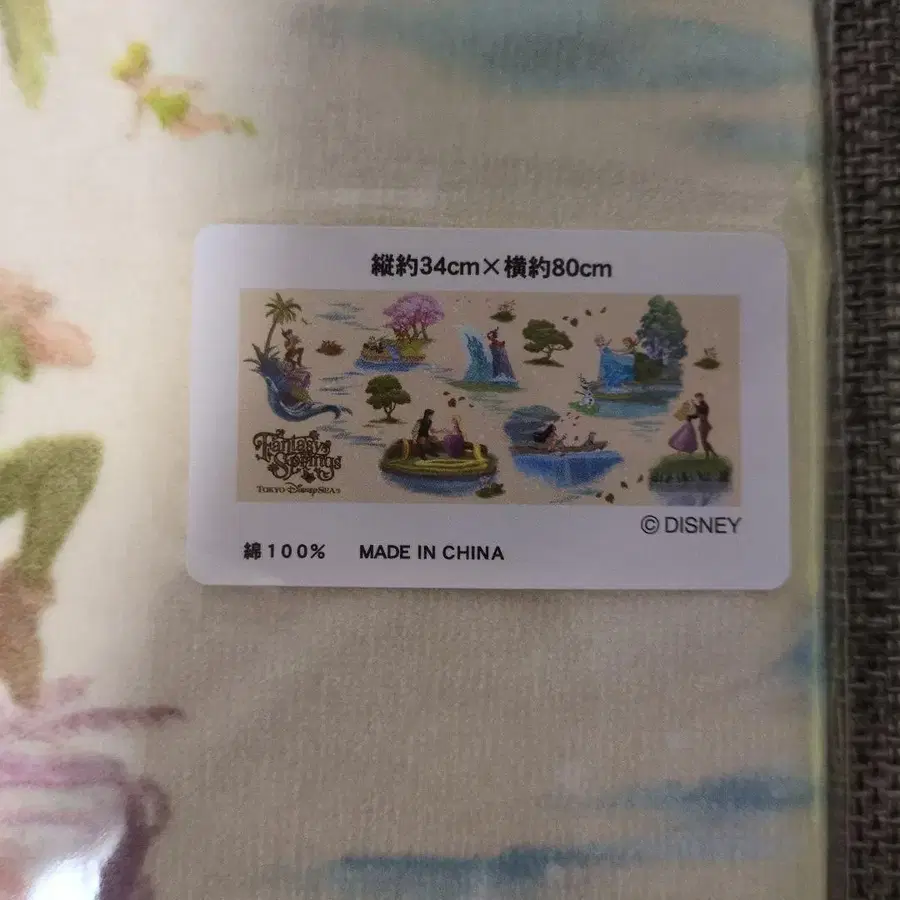 縦約34cm×横約80cm
Fantasy
Springs
TOKYO DISNEYSEA®
© DISNEY
綿100% MADE IN CHINA